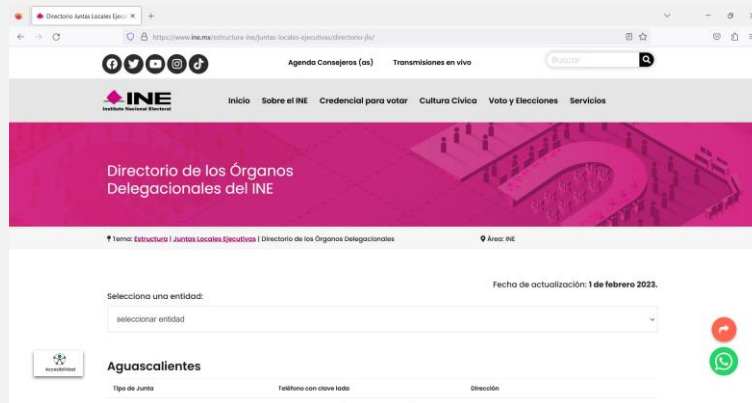 Directorio Juntas Locales Ejecu
https://www.ine.mx/estructura-ine/juntas-locales-ejecutivas/directorio-jle/
Agenda Consejeros (as) Transmisiones en vivo Buscar
INE
Instituto Nacional Electoral
Inicio Sobre el INE Credencial para votar Cultura Cívica Voto y Elecciones Servicios
Directorio de los Órganos
Delegacionales del INE
Tema: Estructura | Juntas Locales Ejecutivas | Directorio de los Órganos Delegacionales Área: INE
Fecha de actualización: 1 de febrero 2023.
Selecciona una entidad:
seleccionar entidad
Accesibilidad
Aguascalientes
Tipo de Junta Teléfono con clave lada Dirección